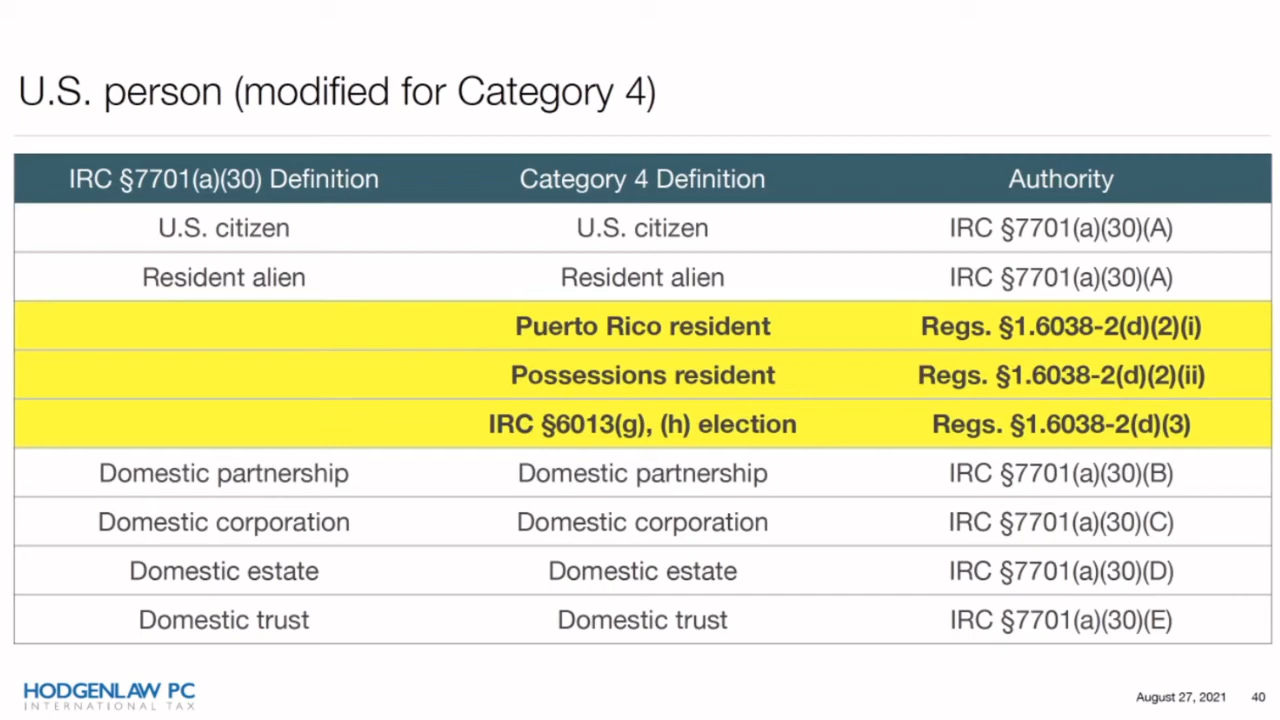 U.S. person (modified for Category 4)
IRC §7701(a)(30) Definition Category 4 Definition Authority
U.S. citizen U.S. citizen IRC §7701(a)(30)(A)
Resident alien Resident alien IRC §7701(a)(30)(A)
Puerto Rico resident Regs. §1.6038-2(d)(2)(i)
Possessions resident Regs. §1.6038-2(d)(2)(ii)
IRC §6013(g), (h) election Regs. §1.6038-2(d)(3)
Domestic partnership Domestic partnership IRC §7701(a)(30)(B)
Domestic corporation Domestic corporation IRC §7701(a)(30)(C)
Domestic estate Domestic estate IRC §7701(a)(30)(D)
Domestic trust Domestic trust IRC §7701(a)(30)(E)
HODGENLAW PC
INTERNATIONAL TAX
August 27, 2021 40